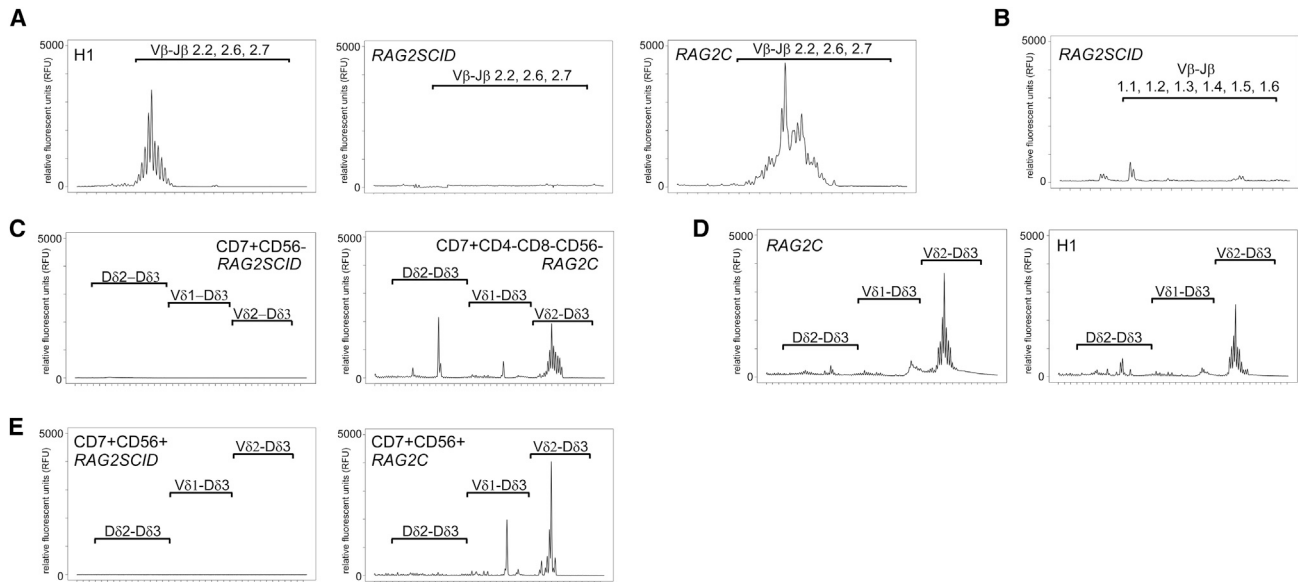 A
B
5000
0
relative fluorescent units (RFU)
H1
Vβ-Jβ 2.2, 2.6, 2.7
5000
0
relative fluorescent units (RFU)
RAG2SCID
Vβ-Jβ 2.2, 2.6, 2.7
5000
0
relative fluorescent units (RFU)
RAG2C
Vβ-Jβ 2.2, 2.6, 2.7
5000
0
relative fluorescent units (RFU)
RAG2SCID
Vβ-Jβ
1.1, 1.2, 1.3, 1.4, 1.5, 1.6
C
5000
0
relative fluorescent units (RFU)
CD7+CD56-
RAG2SCID
Dδ2–Dδ3
Vδ1–Dδ3
Vδ2–Dδ3
5000
0
relative fluorescent units (RFU)
CD7+CD4-CD8-CD56-
RAG2C
Dδ2-Dδ3
Vδ1-Dδ3
Vδ2-Dδ3
D
5000
0
relative fluorescent units (RFU)
RAG2C
Vδ2-Dδ3
Vδ1-Dδ3
Dδ2-Dδ3
5000
0
relative fluorescent units (RFU)
H1
Vδ2-Dδ3
Vδ1-Dδ3
Dδ2-Dδ3
E
5000
0
relative fluorescent units (RFU)
CD7+CD56+
RAG2SCID
Vδ2-Dδ3
Vδ1-Dδ3
Dδ2-Dδ3
5000
0
relative fluorescent units (RFU)
CD7+CD56+
RAG2C
Vδ2-Dδ3
Vδ1-Dδ3
Dδ2-Dδ3